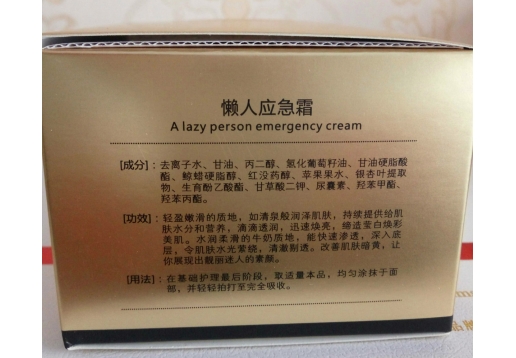 懒人应急霜
A lazy person emergency cream
[成分]：去离子水、甘油、丙二醇、氢化葡萄籽油、甘油硬脂酸
酯、鲸蜡硬脂醇、红没药醇、苹果果水、银杏叶提取
物、生育酚乙酸酯、甘草酸二钾、尿囊素、羟苯甲酯、
羟苯丙酯。
[功效]：轻盈嫩滑的质地，如清泉般润泽肌肤，持续提供给肌
肤水分和营养，滴滴透润，迅速焕亮，缔造莹白焕彩
美肌。水润柔滑的牛奶质地，能快速渗透，深入底
层，令肌肤水光萦绕，清澈剔透。改善肌肤暗黄，让
你展现出靓丽迷人的素颜。
[用法]：在基础护理最后阶段，取适量本品，均匀涂抹于面
部，并轻轻拍打至完全吸收。